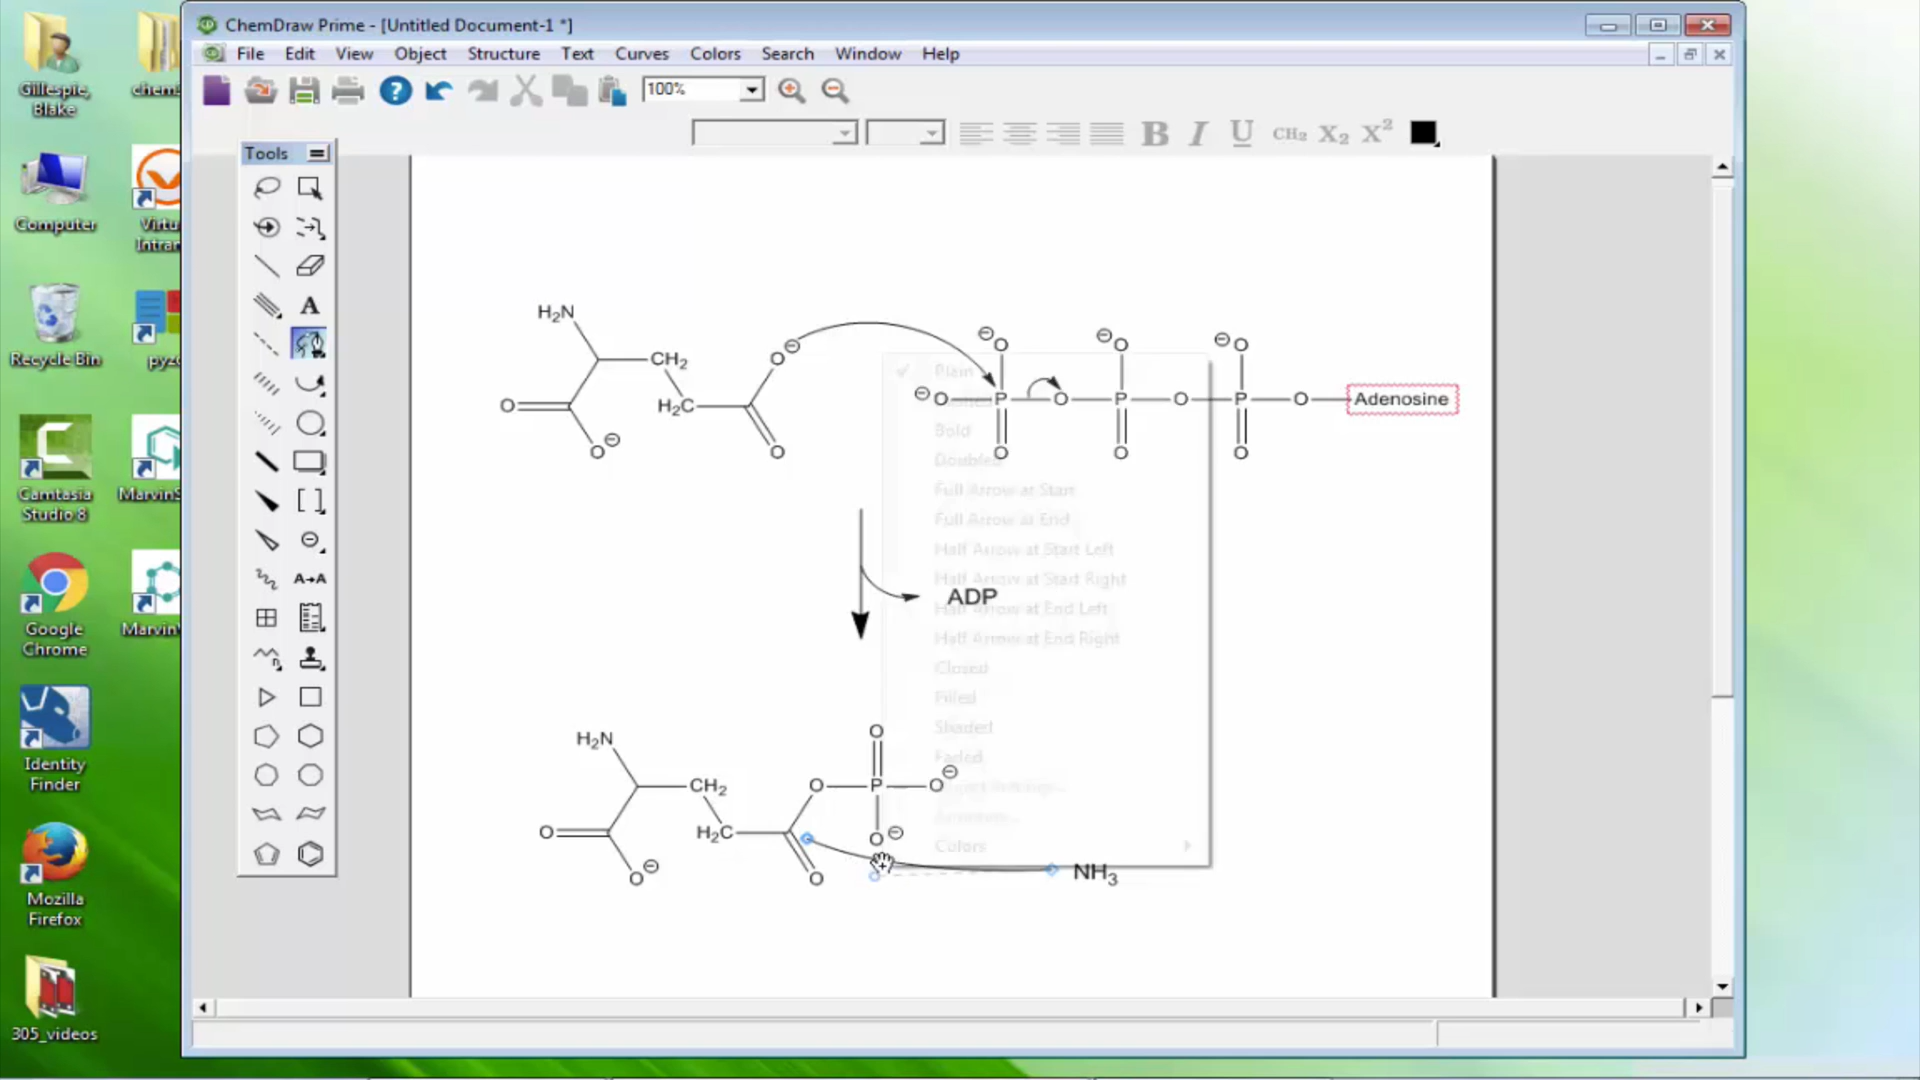 ChemDraw Prime - [Untitled Document-1 *]
File Edit View Object Structure Text Curves Colors Search Window Help
100%
B I U CH₂ X₂ X²
Tools
A
A→A
Gillespie, Blake
Computer
Recycle Bin
Camtasia Studio 8
Google Chrome
Identity Finder
Mozilla Firefox
305_videos
H₂N
CH₂
O ⊖
O
H₂C
O ⊖
O
⊖ O
⊖ O
⊖ O
⊖ O P O P O P O Adenosine
O O O
Plain
Bold
Doubled
Full Arrow at Start
Full Arrow at End
Half Arrow at Start Left
Half Arrow at Start Right
Half Arrow at End Left
Half Arrow at End Right
Closed
Filled
Shaded
Faded
Colors
ADP
H₂N
CH₂
O
O P O ⊖
O
H₂C
O ⊖
O ⊖
O
NH₃